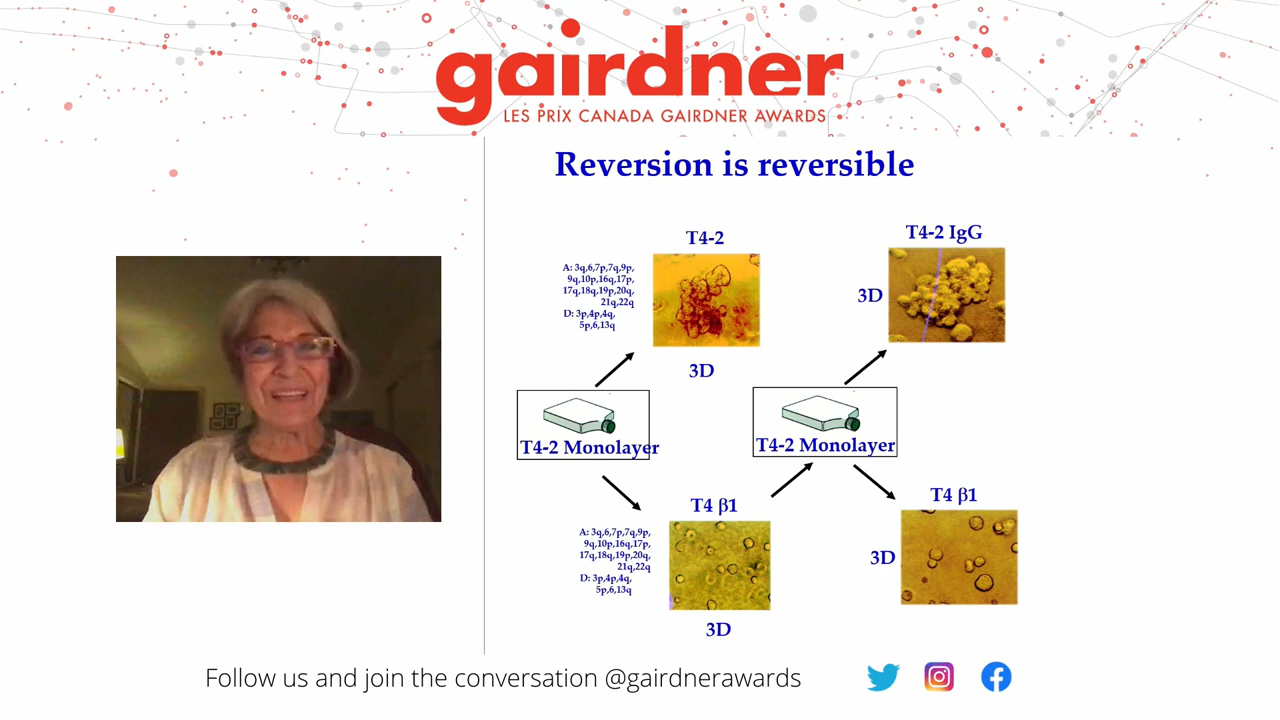 gairdner
LES PRIX CANADA GAIRDNER AWARDS
Reversion is reversible
T4-2
A: 3q,6,7p,7q,9p,
9q,10p,16q,17p,
17q,18q,19p,20q,
21q,22q
D: 3p,4p,4q,
5p,6,13q
3D
T4-2 IgG
3D
T4-2 Monolayer
T4-2 Monolayer
T4 β1
A: 3q,6,7p,7q,9p,
9q,10p,16q,17p,
17q,18q,19p,20q,
21q,22q
D: 3p,4p,4q,
5p,6,13q
3D
T4 β1
3D
Follow us and join the conversation @gairdnerawards